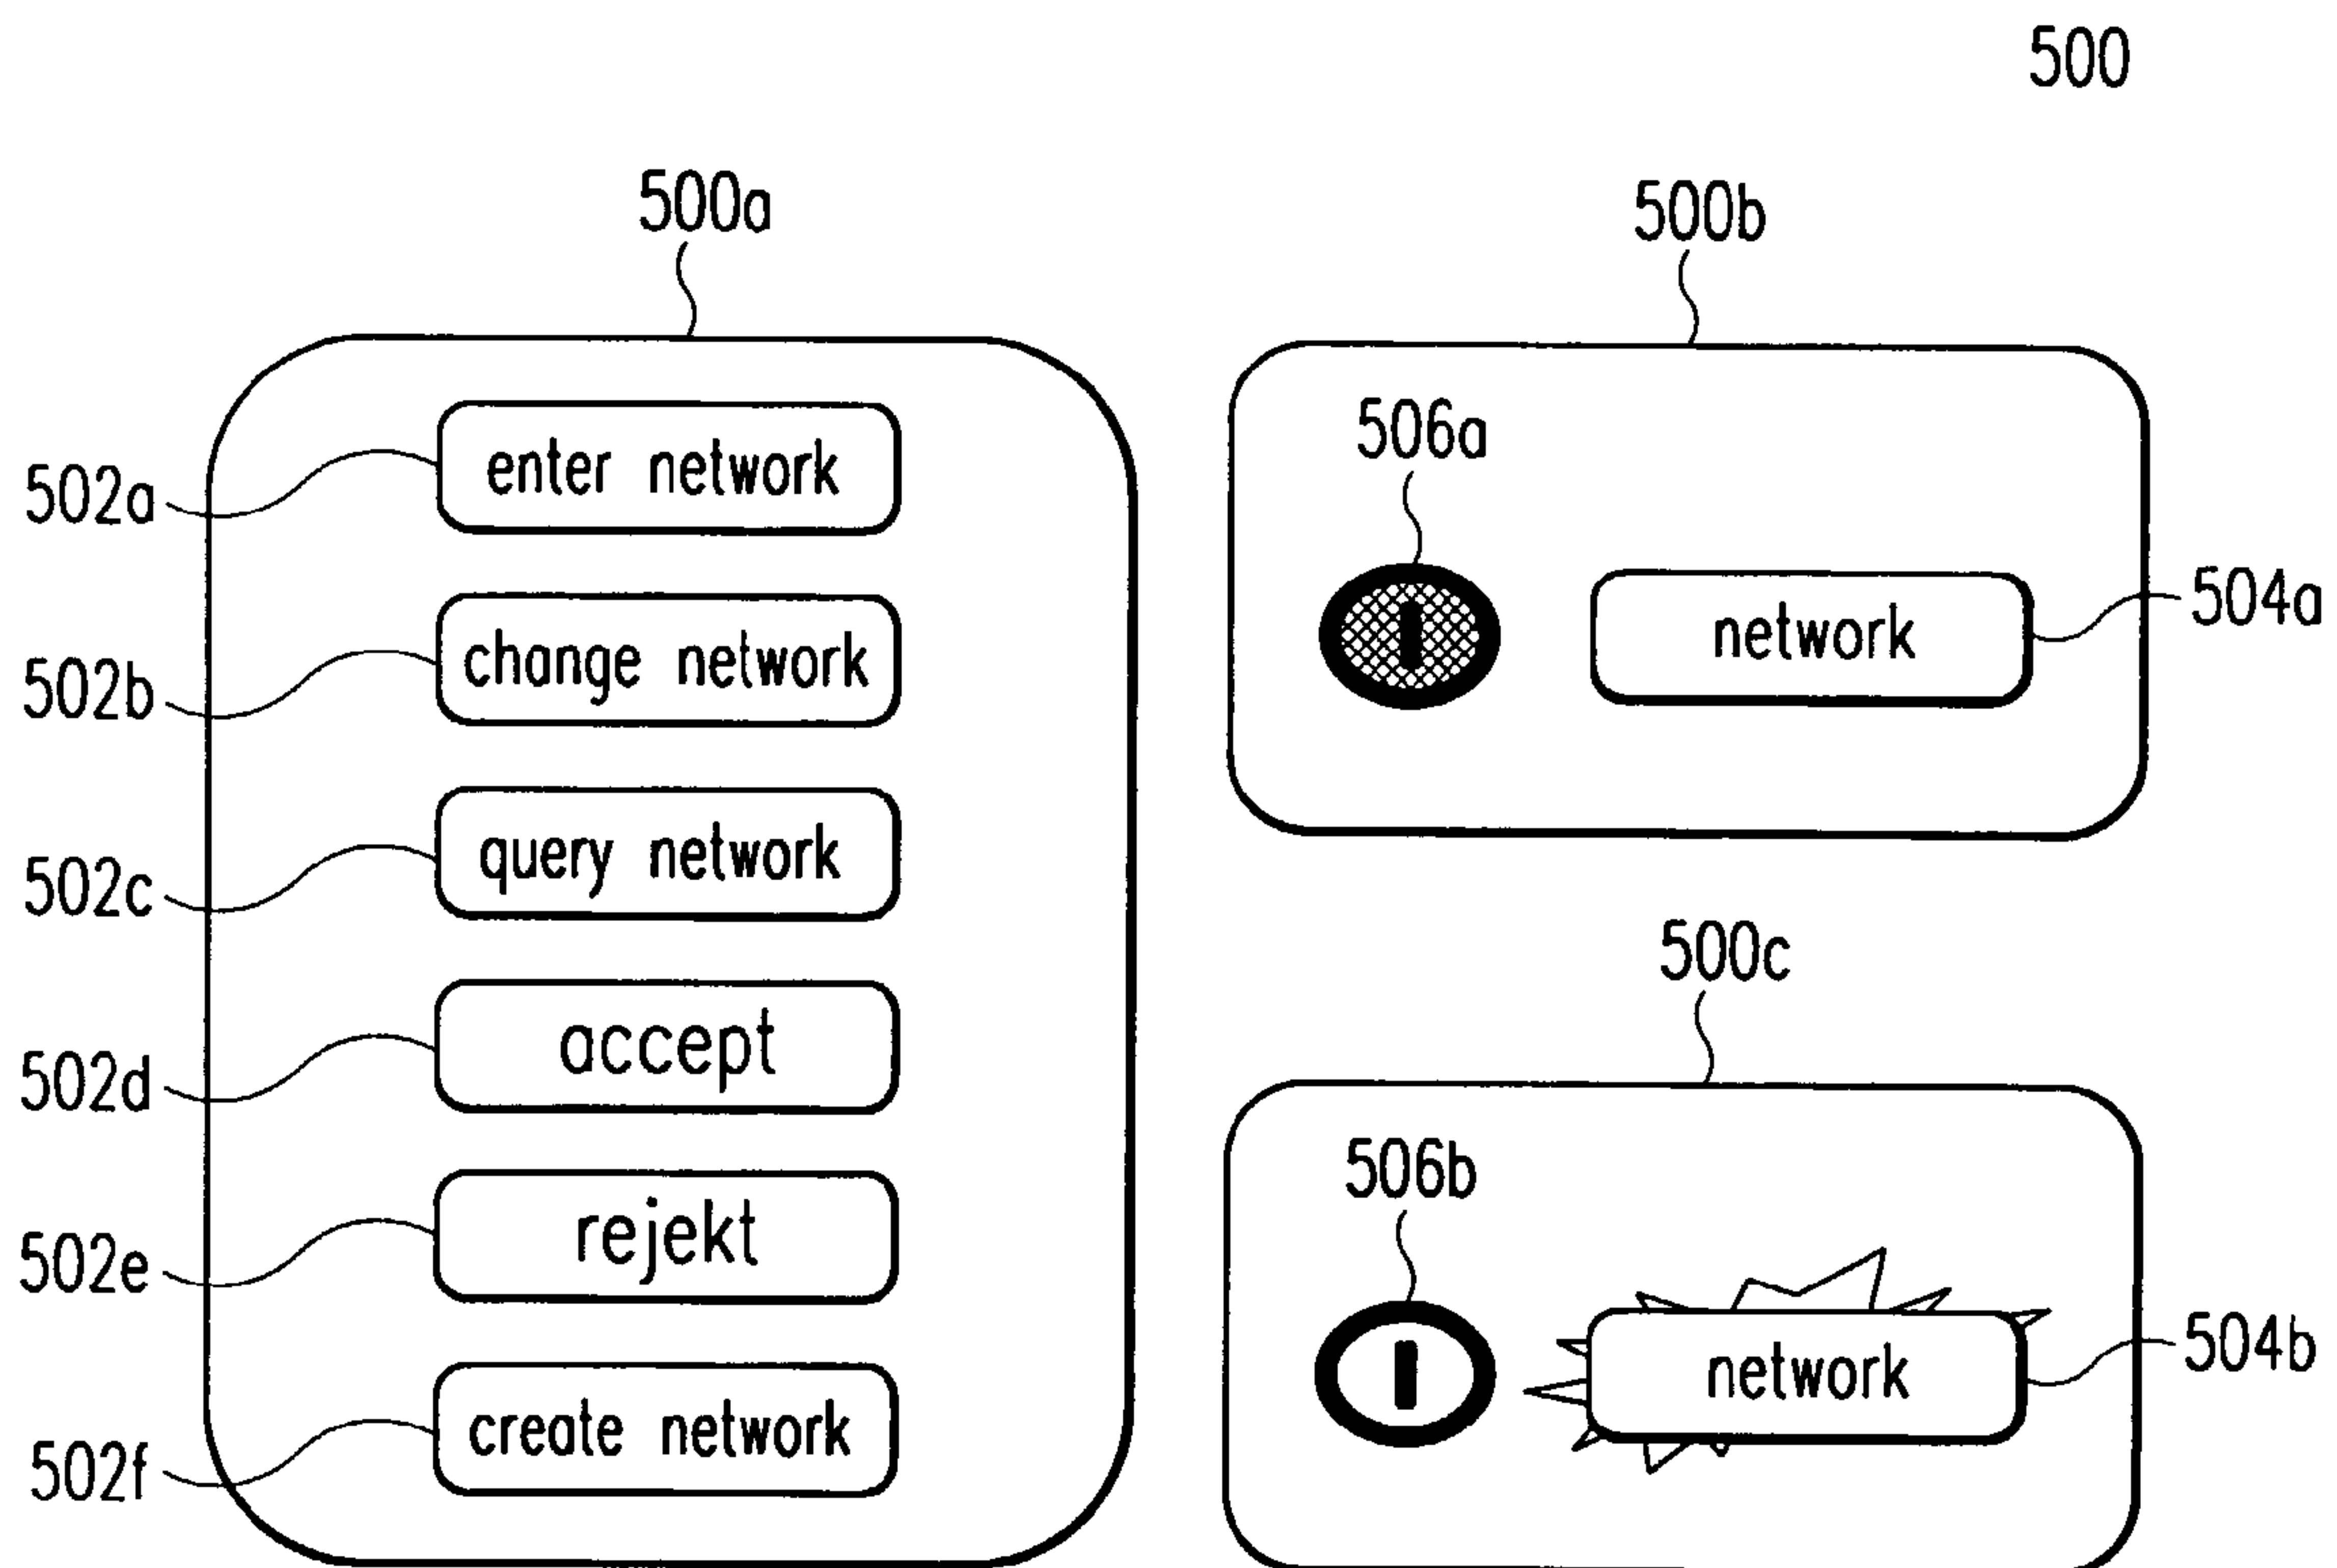 500
500a
502a
enter network
502b
change network
502c
query network
502d
accept
502e
rejekt
502f
create network
500b
506a
network
504a
500c
506b
network
504b